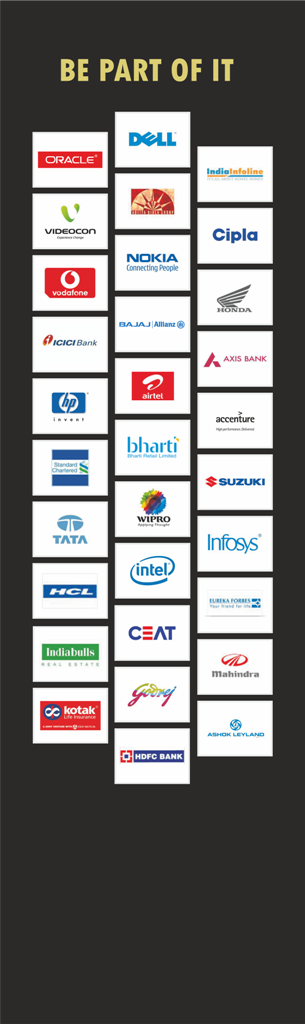 BE PART OF IT
ORACLE®
VIDEOCON
Experience Change
vodafone
ICICI Bank
hp
invent
Standard
Chartered
TATA
HCL
Indiabulls
REAL ESTATE
kotak
Life Insurance
DELL
ADITYA BIRLA GROUP
NOKIA
Connecting People
BAJAJ | Allianz
airtel
bharti
Bharti Retail Limited
WIPRO
Applying Thought
intel
CEAT
Godrej
HDFC BANK
IndiaInfoline
Cipla
HONDA
AXIS BANK
accenture
High performance. Delivered.
SUZUKI
Infosys®
EUREKA FORBES
Your friend for life
Mahindra
ASHOK LEYLAND